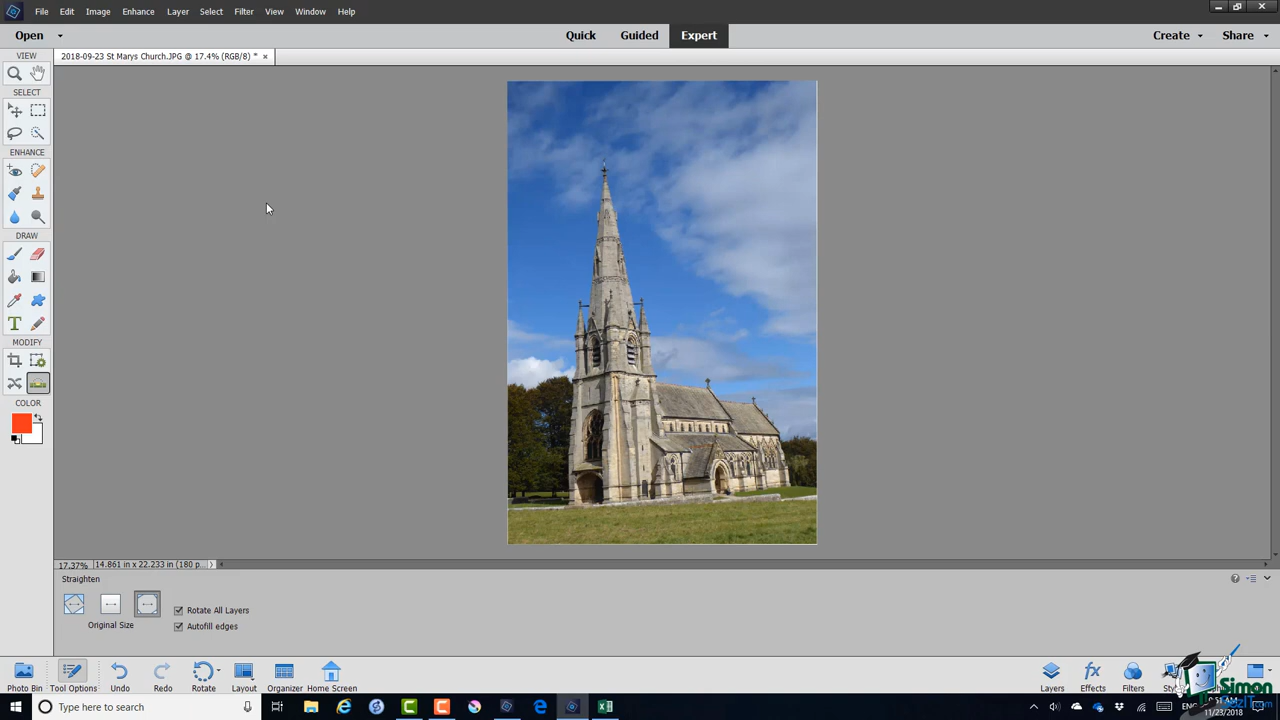 File Edit Image Enhance Layer Select Filter View Window Help
Open Quick Guided Expert Create Share
2018-09-23 St Marys Church.JPG @ 17.4% (RGB/8) * ×
VIEW
SELECT
ENHANCE
DRAW
T
MODIFY
COLOR
17.37% 14.861 in x 22.233 in (180 p...
Straighten
Rotate All Layers
Original Size
Autofill edges
Photo Bin Tool Options Undo Redo Rotate Layout Organizer Home Screen Layers Effects Filters
Simon
Type here to search
11/23/2018